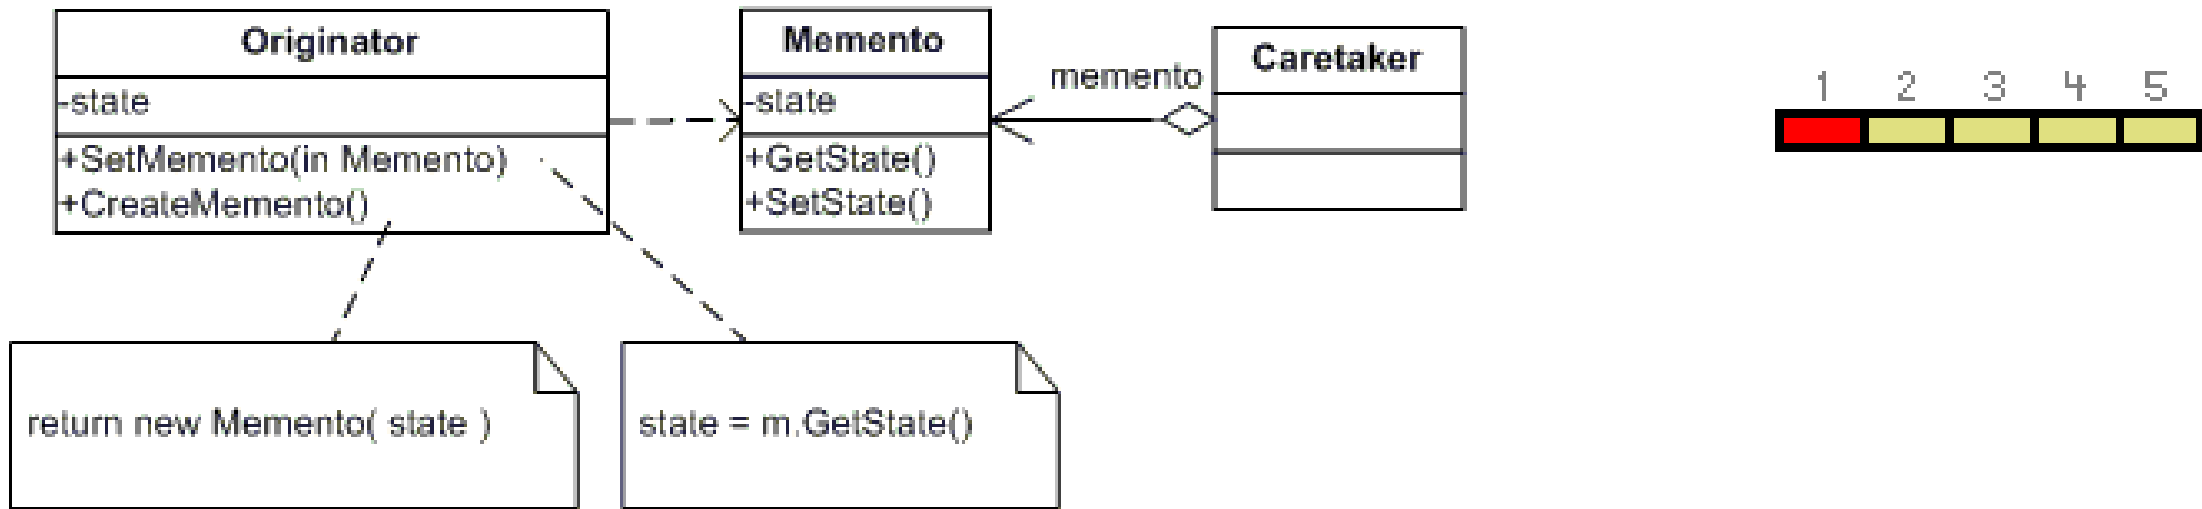 Originator
-state
+SetMemento(in Memento)
+CreateMemento()
Memento
-state
+GetState()
+SetState()
memento
Caretaker
1 2 3 4 5
return new Memento( state )
state = m.GetState()